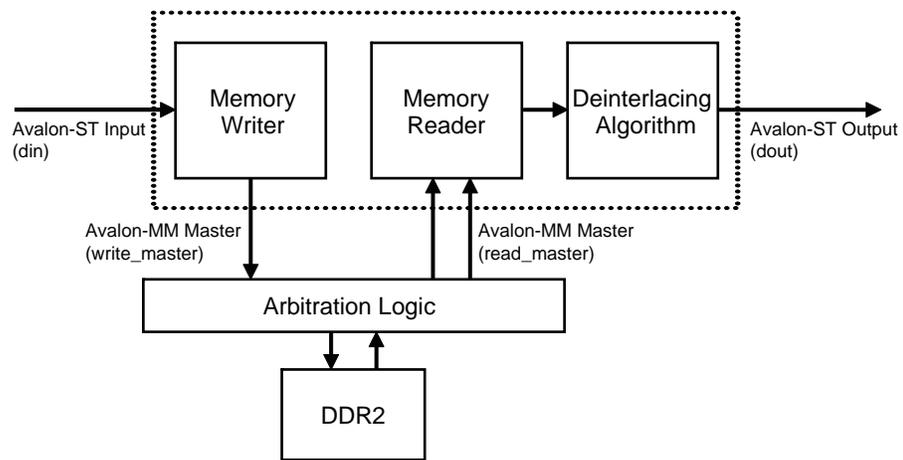 Memory
Writer
Memory
Reader
Deinterlacing
Algorithm
Avalon-ST Input
(din)
Avalon-ST Output
(dout)
Avalon-MM Master
(write_master)
Avalon-MM Master
(read_master)
Arbitration Logic
DDR2